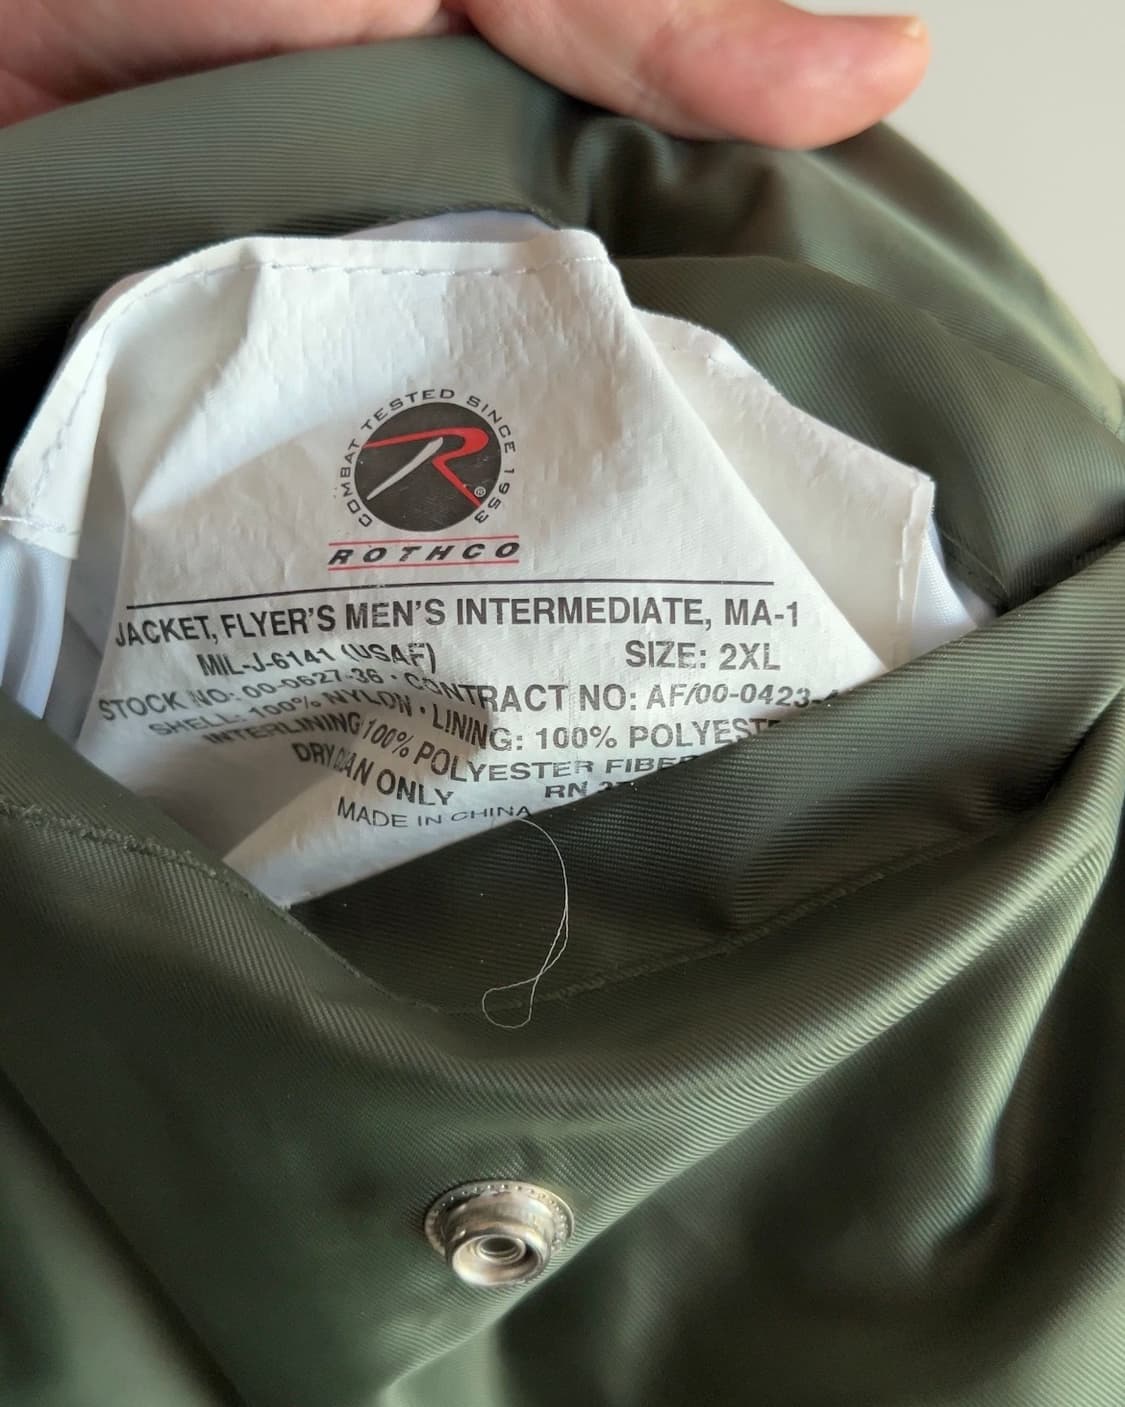 COMBAT TESTED SINCE 1953
R®
ROTHCO
JACKET, FLYER'S MEN'S INTERMEDIATE, MA-1
MIL-J-6141 (USAF) SIZE: 2XL
STOCK NO: 00-0627-36 · CONTRACT NO: AF/00-0423-
SHELL: 100% NYLON · LINING: 100% POLYEST
INTERLINING 100% POLYESTER FIBE
DRY CLEAN ONLY RN
MADE IN CHINA